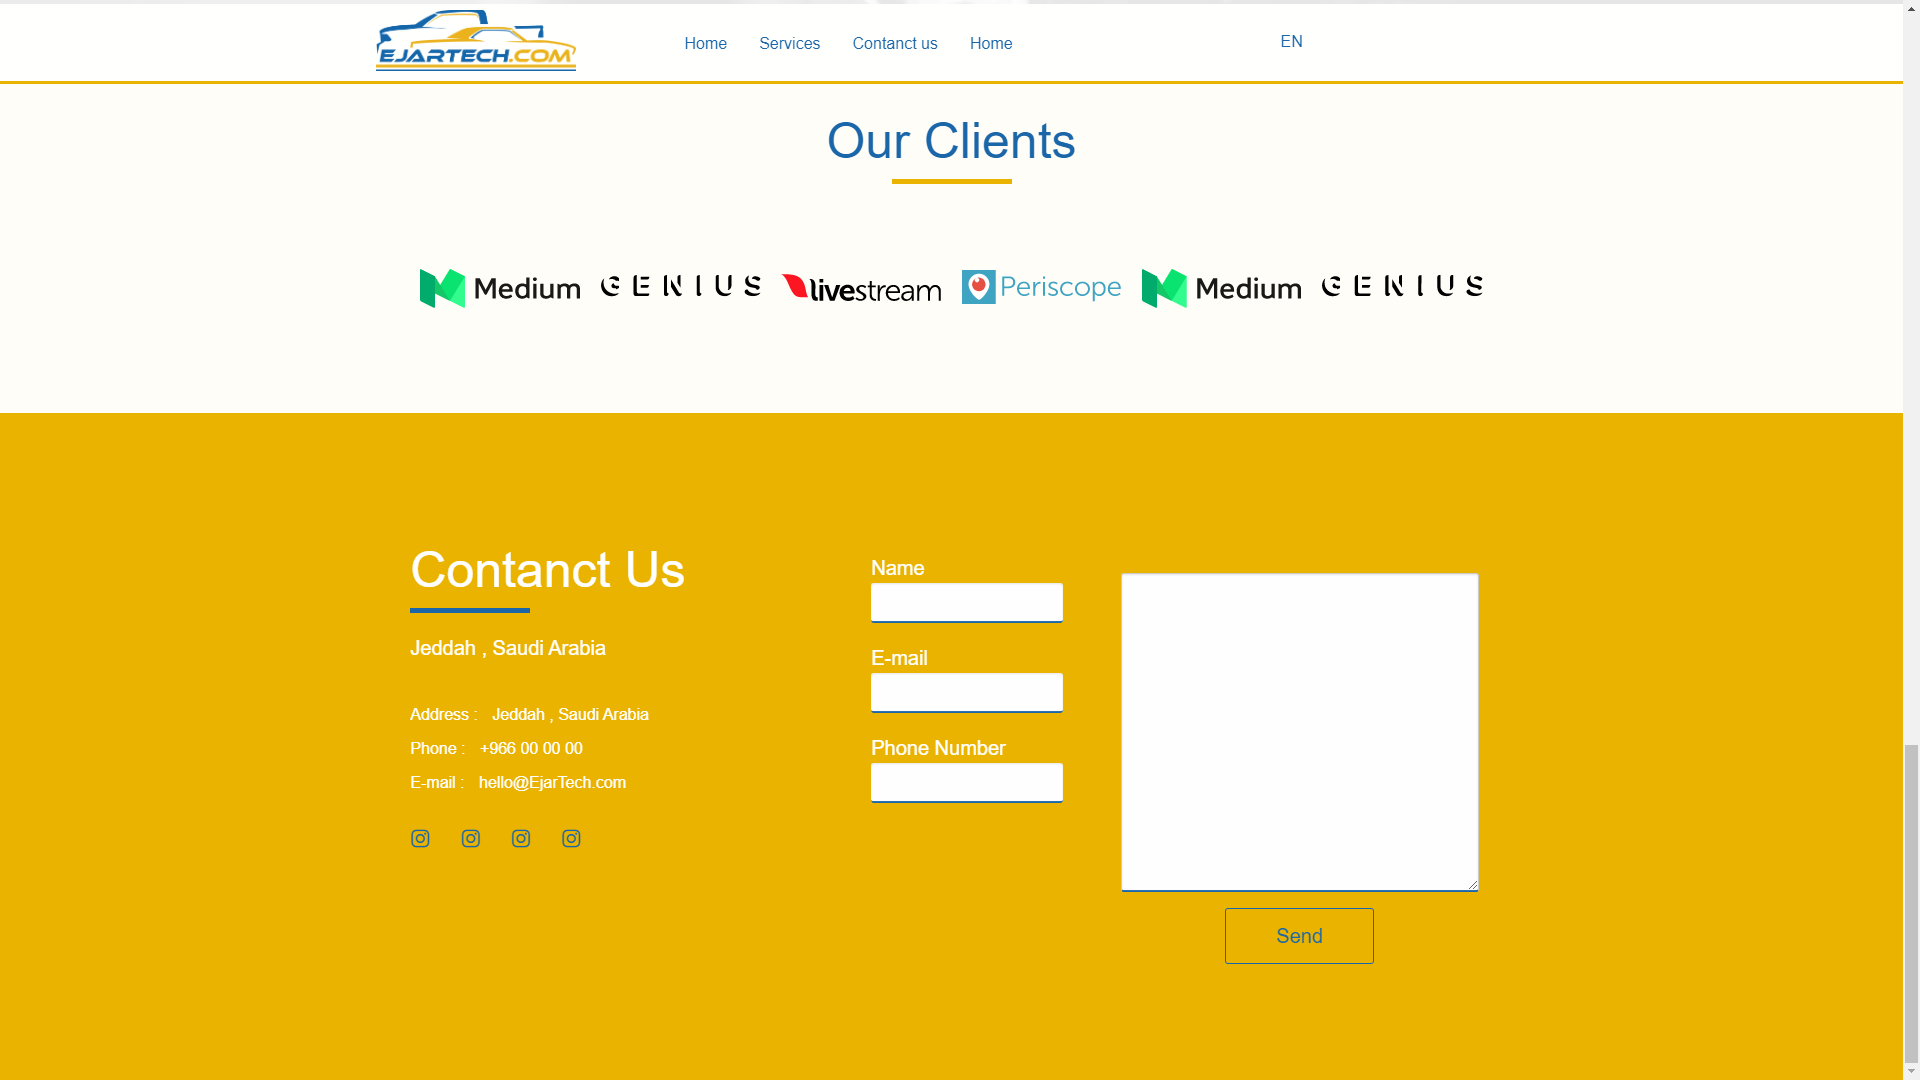 EJARTECH.COM
Home Services Contanct us Home EN
Our Clients
Medium GENIUS livestream Periscope Medium GENIUS
Contanct Us
Jeddah , Saudi Arabia
Address : Jeddah , Saudi Arabia
Phone : +966 00 00 00
E-mail : hello@EjarTech.com
Name
E-mail
Phone Number
Send